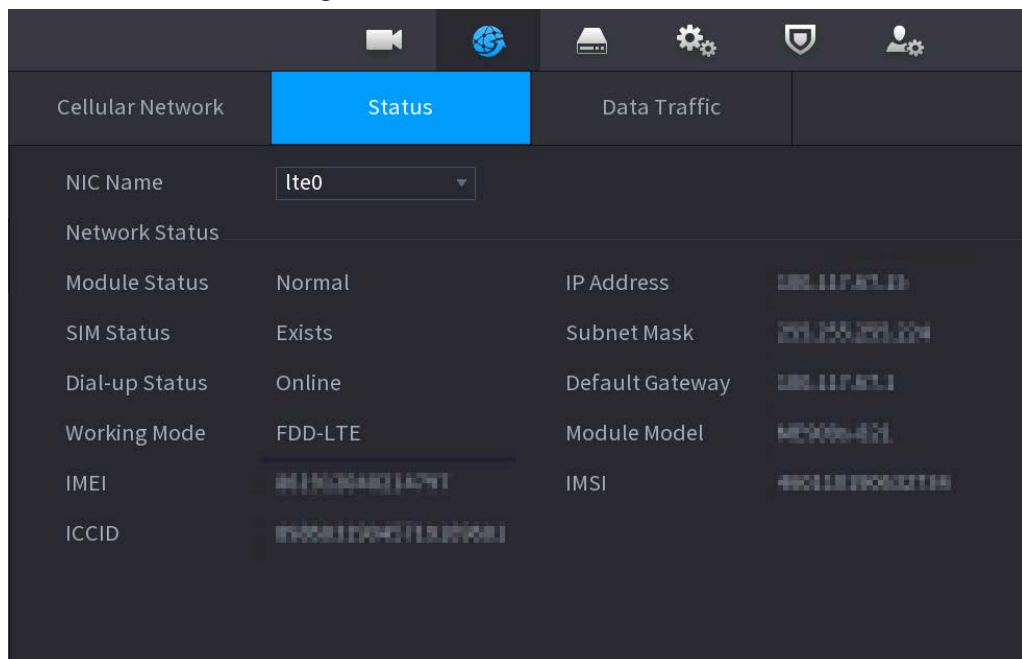 Cellular Network Status Data Traffic
NIC Name lte0
Network Status
Module Status Normal IP Address
SIM Status Exists Subnet Mask
Dial-up Status Online Default Gateway
Working Mode FDD-LTE Module Model
IMEI IMSI
ICCID